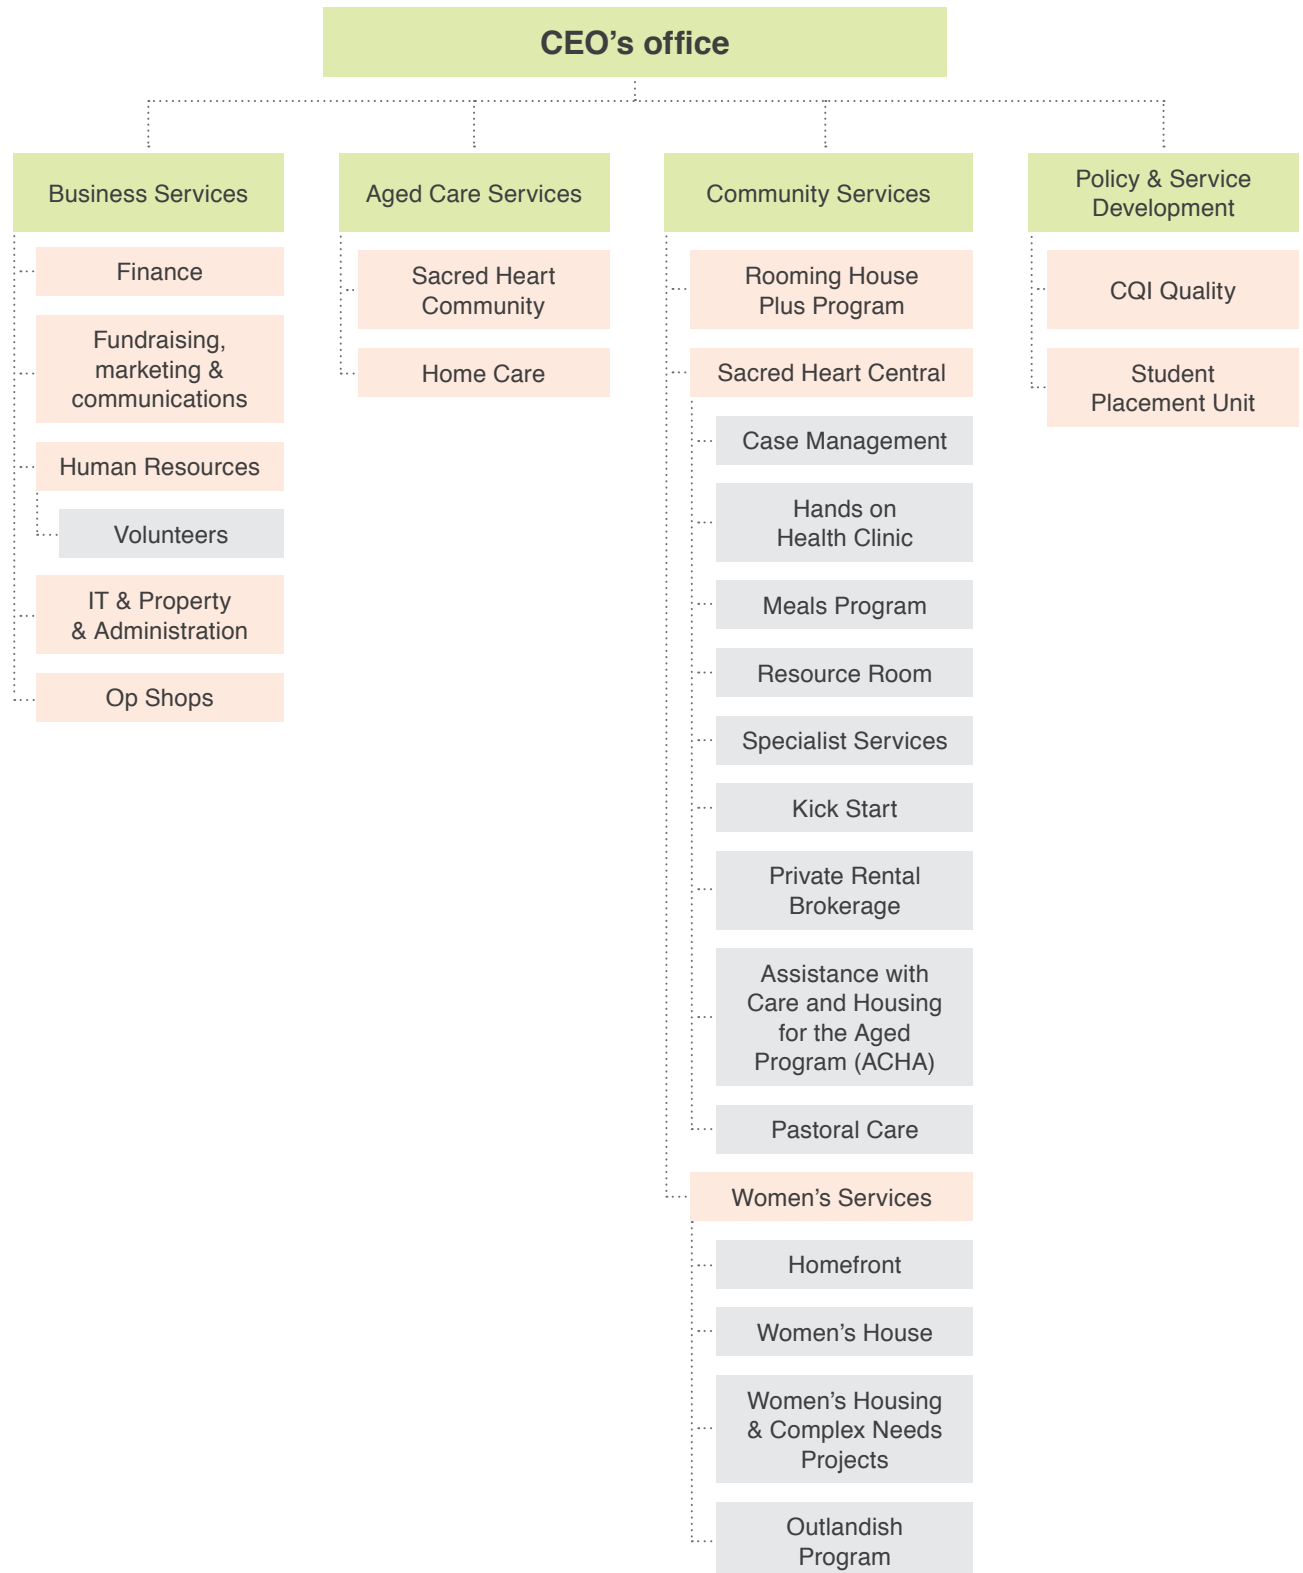 CEO’s office
Business Services
Finance
Fundraising,
marketing &
communications
Human Resources
Volunteers
IT & Property
& Administration
Op Shops
Aged Care Services
Sacred Heart
Community
Home Care
Community Services
Rooming House
Plus Program
Sacred Heart Central
Case Management
Hands on
Health Clinic
Meals Program
Resource Room
Specialist Services
Kick Start
Private Rental
Brokerage
Assistance with
Care and Housing
for the Aged
Program (ACHA)
Pastoral Care
Women’s Services
Homefront
Women’s House
Women’s Housing
& Complex Needs
Projects
Outlandish
Program
Policy & Service
Development
CQI Quality
Student
Placement Unit